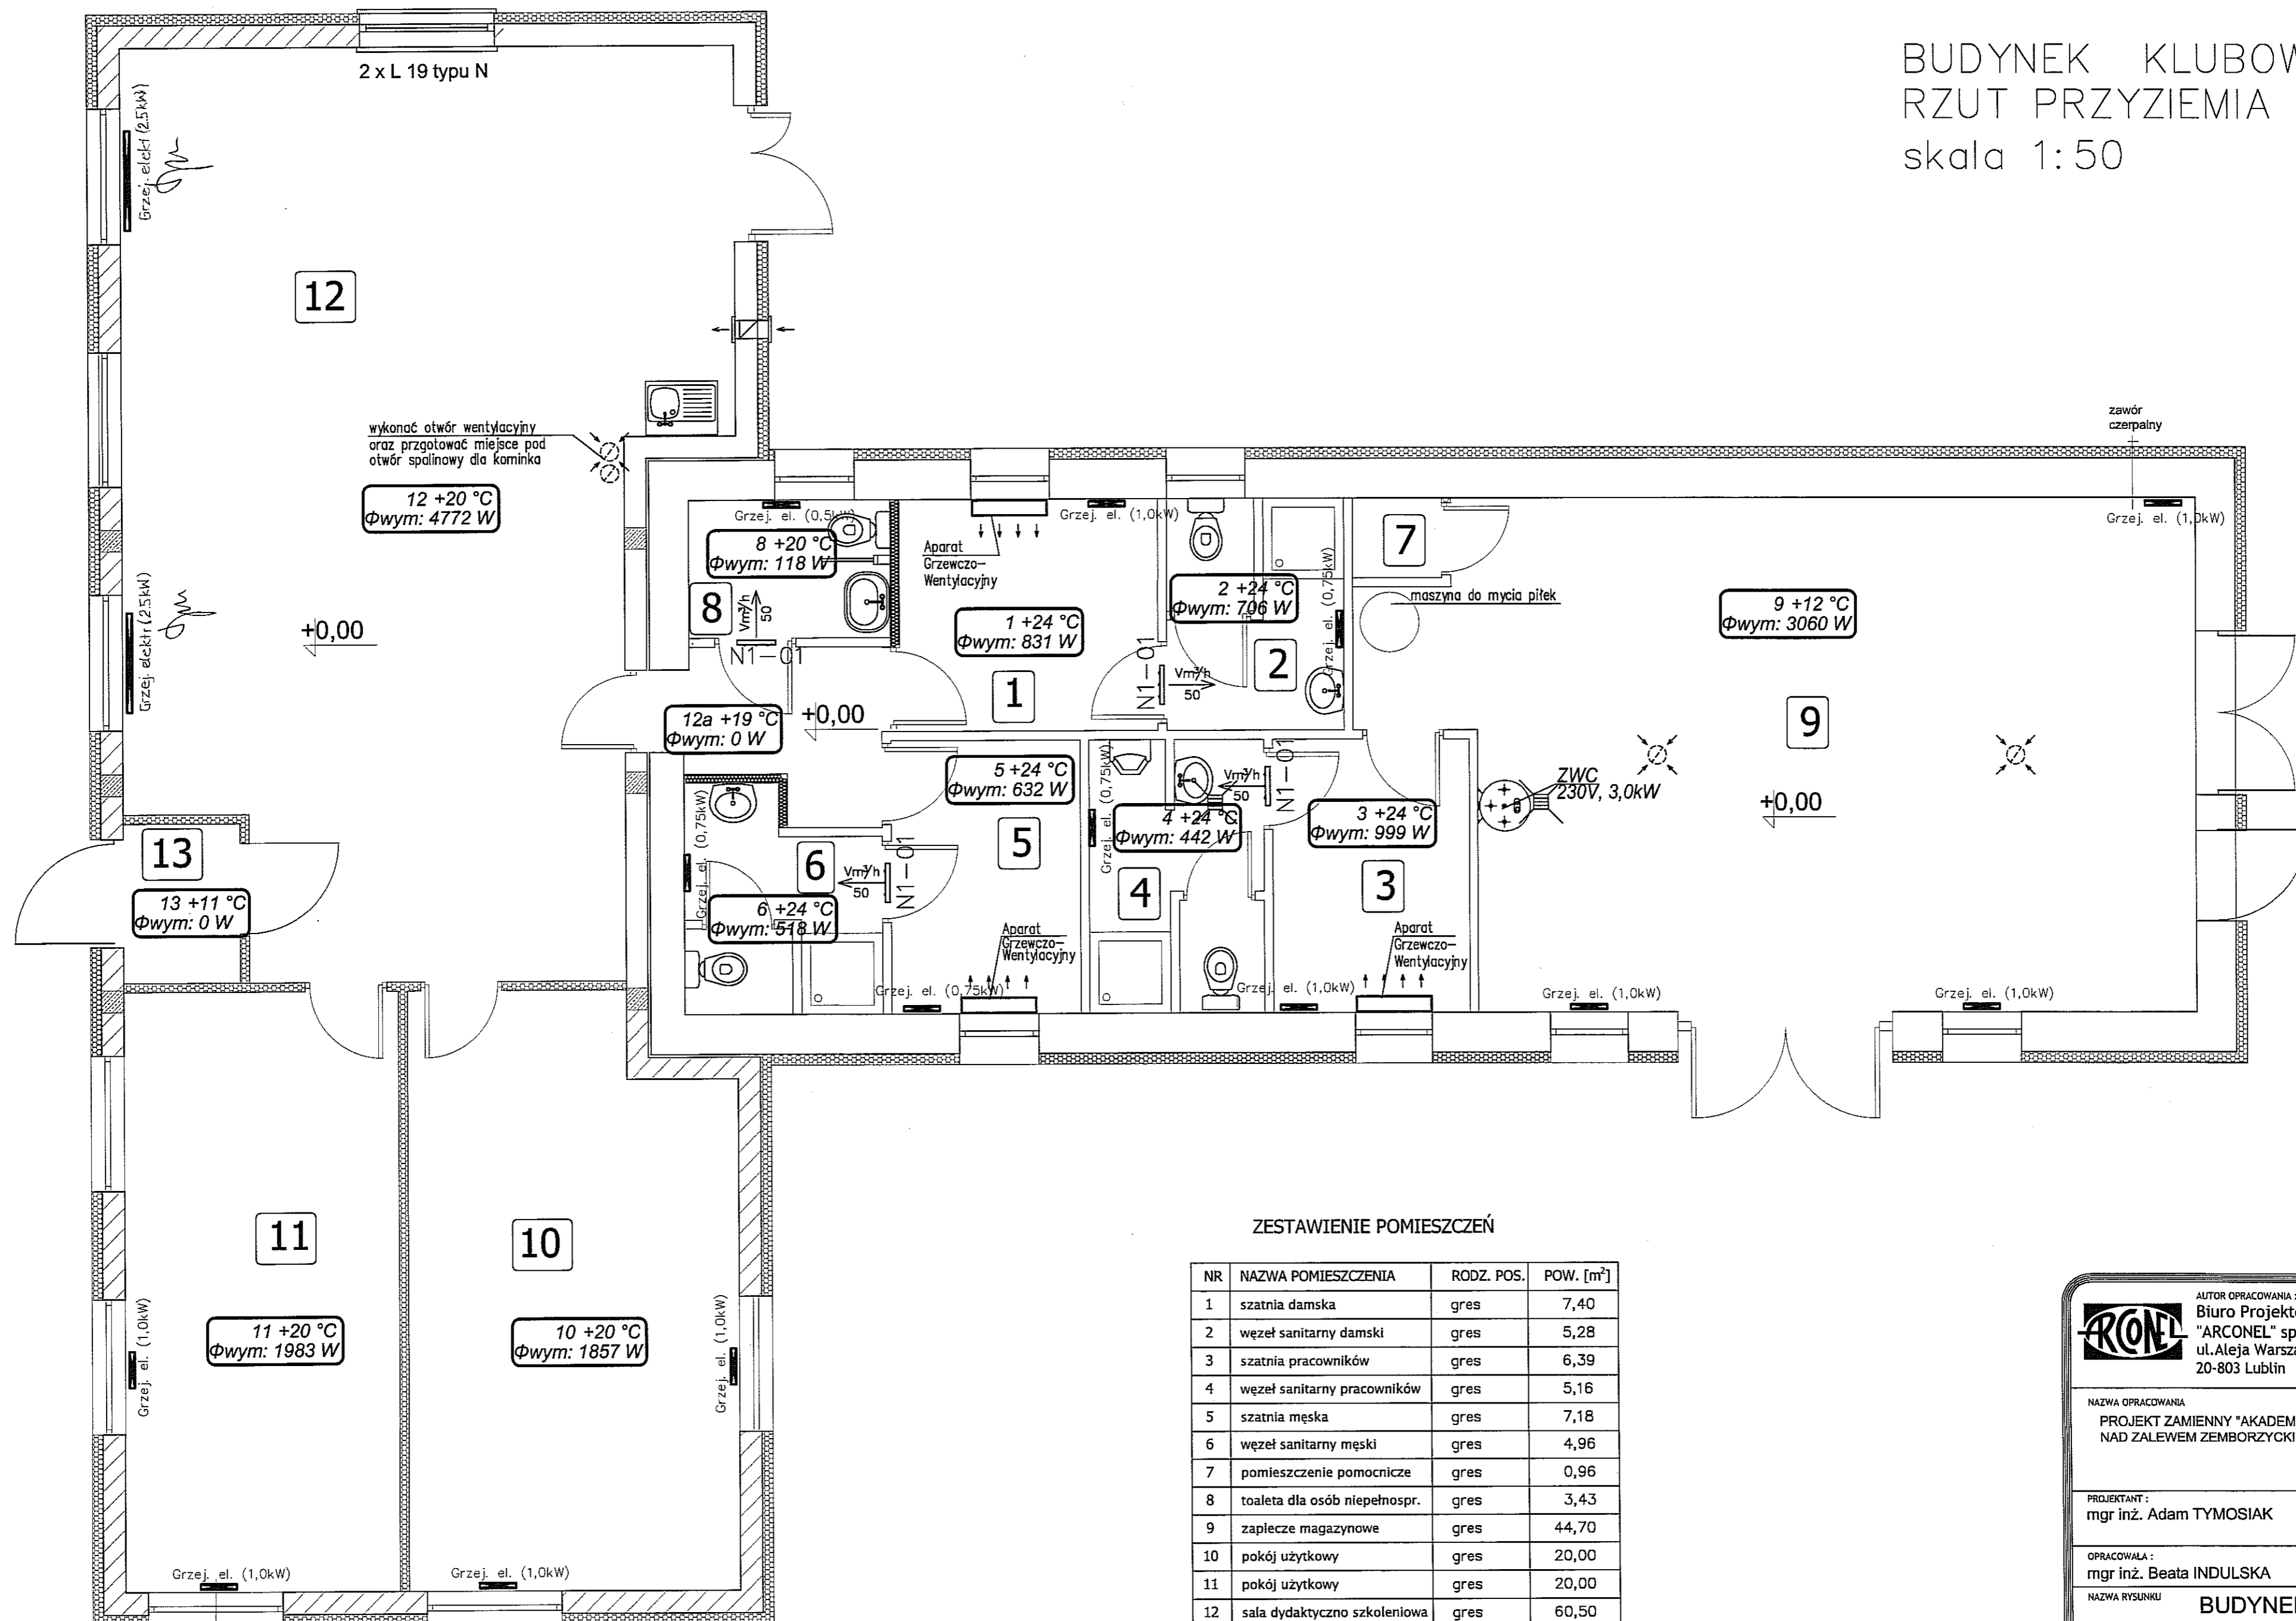 BUDYNEK KLUBOW
RZUT PRZYZIEMIA
skala 1:50
2 x L 19 typu N
Grzej. elekt (2.5kW)
12
wykonać otwór wentylacyjny
oraz przgotować miejsce pod
otwór spalinowy dla kominka
12 +20 °C
Φwym: 4772 W
Grzej. elektr (2.5kW)
+0,00
zawór
czerpalny
Grzej. el. (0,5kW)
8 +20 °C
Φwym: 118 W
8
Vm³/h
50
N1-01
Aparat
Grzewczo-
Wentylacyjny
Grzej. el. (1,0kW)
1 +24 °C
Φwym: 831 W
1
N1-01
Vm³/h
50
2 +24 °C
Φwym: 706 W
2
Grzej. el. (0,75kW)
7
maszyna do mycia piłek
9 +12 °C
Φwym: 3060 W
Grzej. el. (1,0kW)
9
12a +19 °C
Φwym: 0 W
+0,00
5 +24 °C
Φwym: 632 W
5
Grzej. el. (0,75kW)
6
Vm³/h
50
N1-01
6 +24 °C
Φwym: 518 W
Aparat
Grzewczo-
Wentylacyjny
Grzej. el. (0,75kW)
Grzej. el. (0,75kW)
Vm³/h
50
N1-01
4 +24 °C
Φwym: 442 W
4
3 +24 °C
Φwym: 999 W
3
Aparat
Grzewczo-
Wentylacyjny
Grzej. el. (1,0kW)
ZWC
230V, 3,0kW
+0,00
Grzej. el. (1,0kW)
Grzej. el. (1,0kW)
13
13 +11 °C
Φwym: 0 W
11
11 +20 °C
Φwym: 1983 W
Grzej. el. (1,0kW)
Grzej. el. (1,0kW)
10
10 +20 °C
Φwym: 1857 W
Grzej. el. (1,0kW)
Grzej. el. (1,0kW)
ZESTAWIENIE POMIESZCZEŃ
NR NAZWA POMIESZCZENIA RODZ. POS. POW. [m²]
1 szatnia damska gres 7,40
2 węzeł sanitarny damski gres 5,28
3 szatnia pracowników gres 6,39
4 węzeł sanitarny pracowników gres 5,16
5 szatnia męska gres 7,18
6 węzeł sanitarny męski gres 4,96
7 pomieszczenie pomocnicze gres 0,96
8 toaleta dla osób niepełnospr. gres 3,43
9 zaplecze magazynowe gres 44,70
10 pokój użytkowy gres 20,00
11 pokój użytkowy gres 20,00
12 sala dydaktyczno szkoleniowa gres 60,50
ARCONEL
AUTOR OPRACOWANIA :
Biuro Projekt
"ARCONEL" sp
ul.Aleja Warsza
20-803 Lublin
NAZWA OPRACOWANIA
PROJEKT ZAMIENNY "AKADEM
NAD ZALEWEM ZEMBORZYCKI
PROJEKTANT :
mgr inż. Adam TYMOSIAK
OPRACOWAŁA :
mgr inż. Beata INDULSKA
NAZWA RYSUNKU
BUDYNE